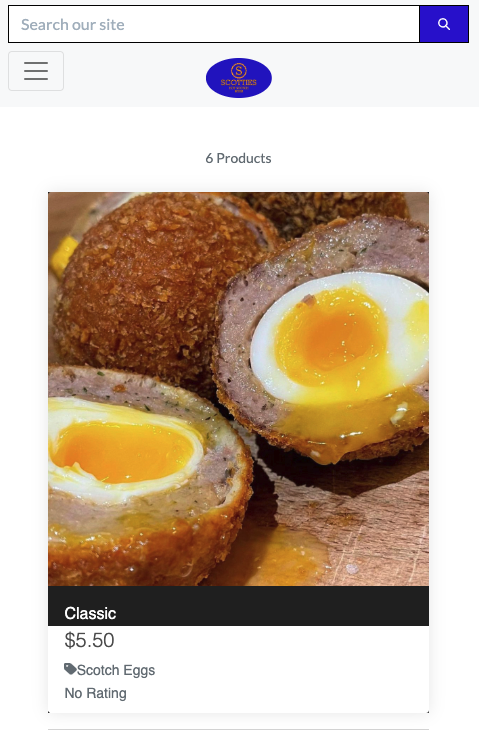 Search our site
S
SCOTTIES
6 Products
Classic
$5.50
Scotch Eggs
No Rating